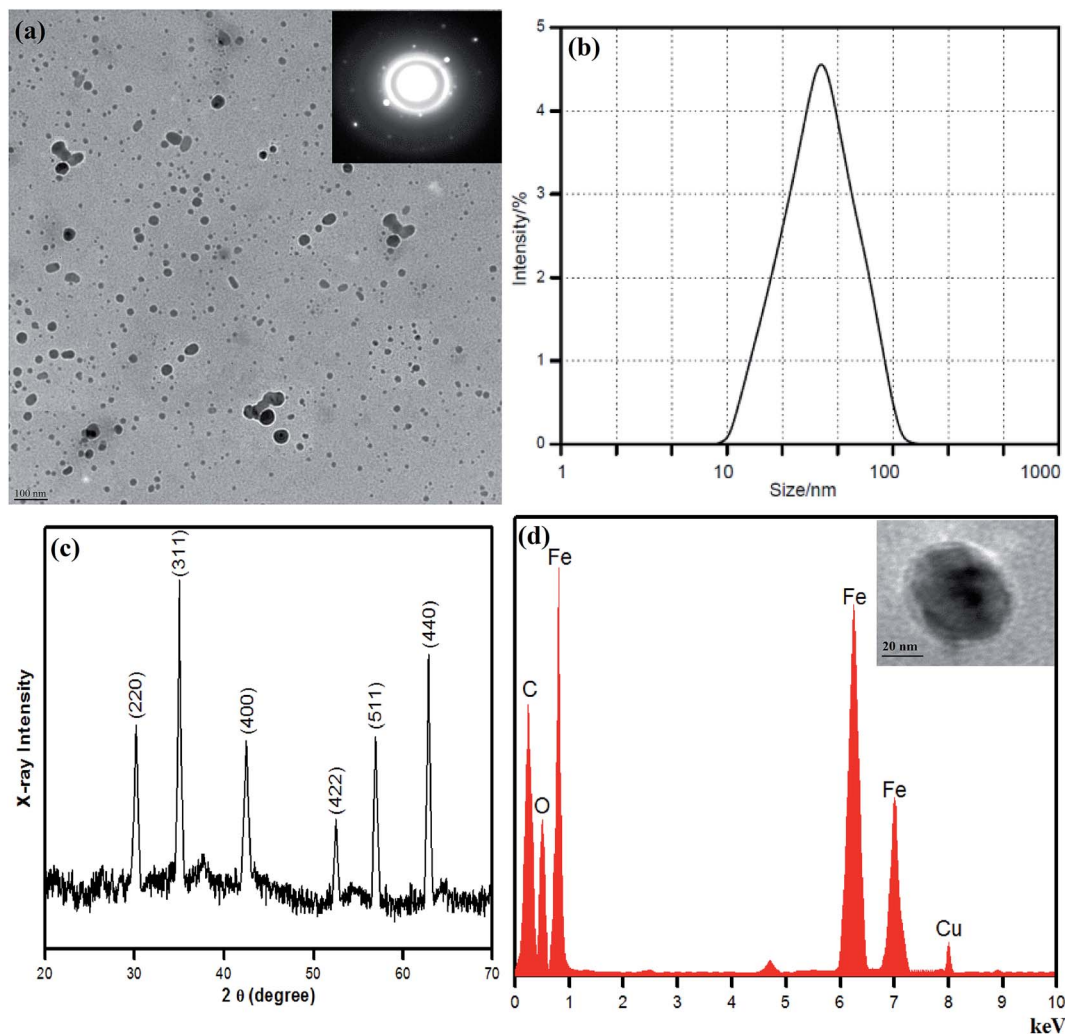 (a)
100 nm
(b)
5
4
3
2
1
0
Intensity/%
1 10 100 1000
Size/nm
(c)
(220)
(311)
(400)
(422)
(511)
(440)
X-ray Intensity
20 30 40 50 60 70
2 θ (degree)
(d)
C
O
Fe
Fe
Fe
Cu
20 nm
0 1 2 3 4 5 6 7 8 9 10
keV